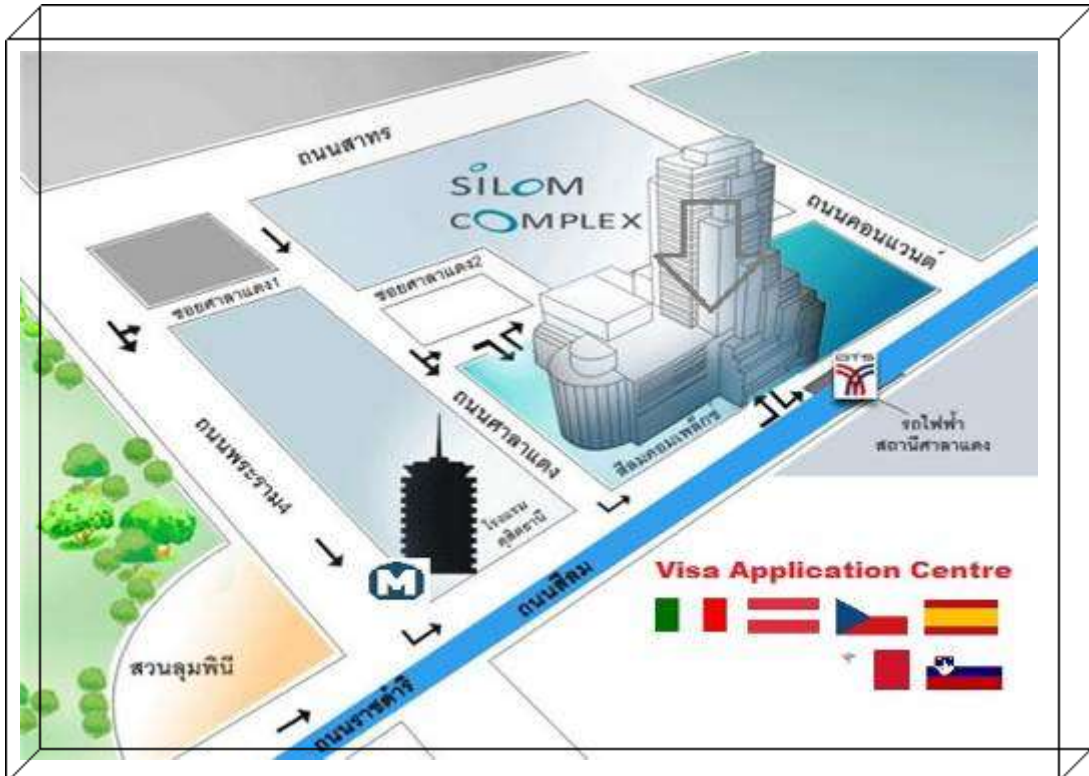 ถนนสาทร
SILOM
COMPLEX
ถนนคอนแวนต์
ซอยศาลาแดง1
ซอยศาลาแดง2
BTS
รถไฟฟ้า
สถานีศาลาแดง
ถนนพระราม4
ถนนศาลาแดง
สีลมคอมเพล็กซ์
โรงแรม
ดุสิตธานี
M
ถนนสีลม
สวนลุมพินี
ถนนราชดำริ
Visa Application Centre